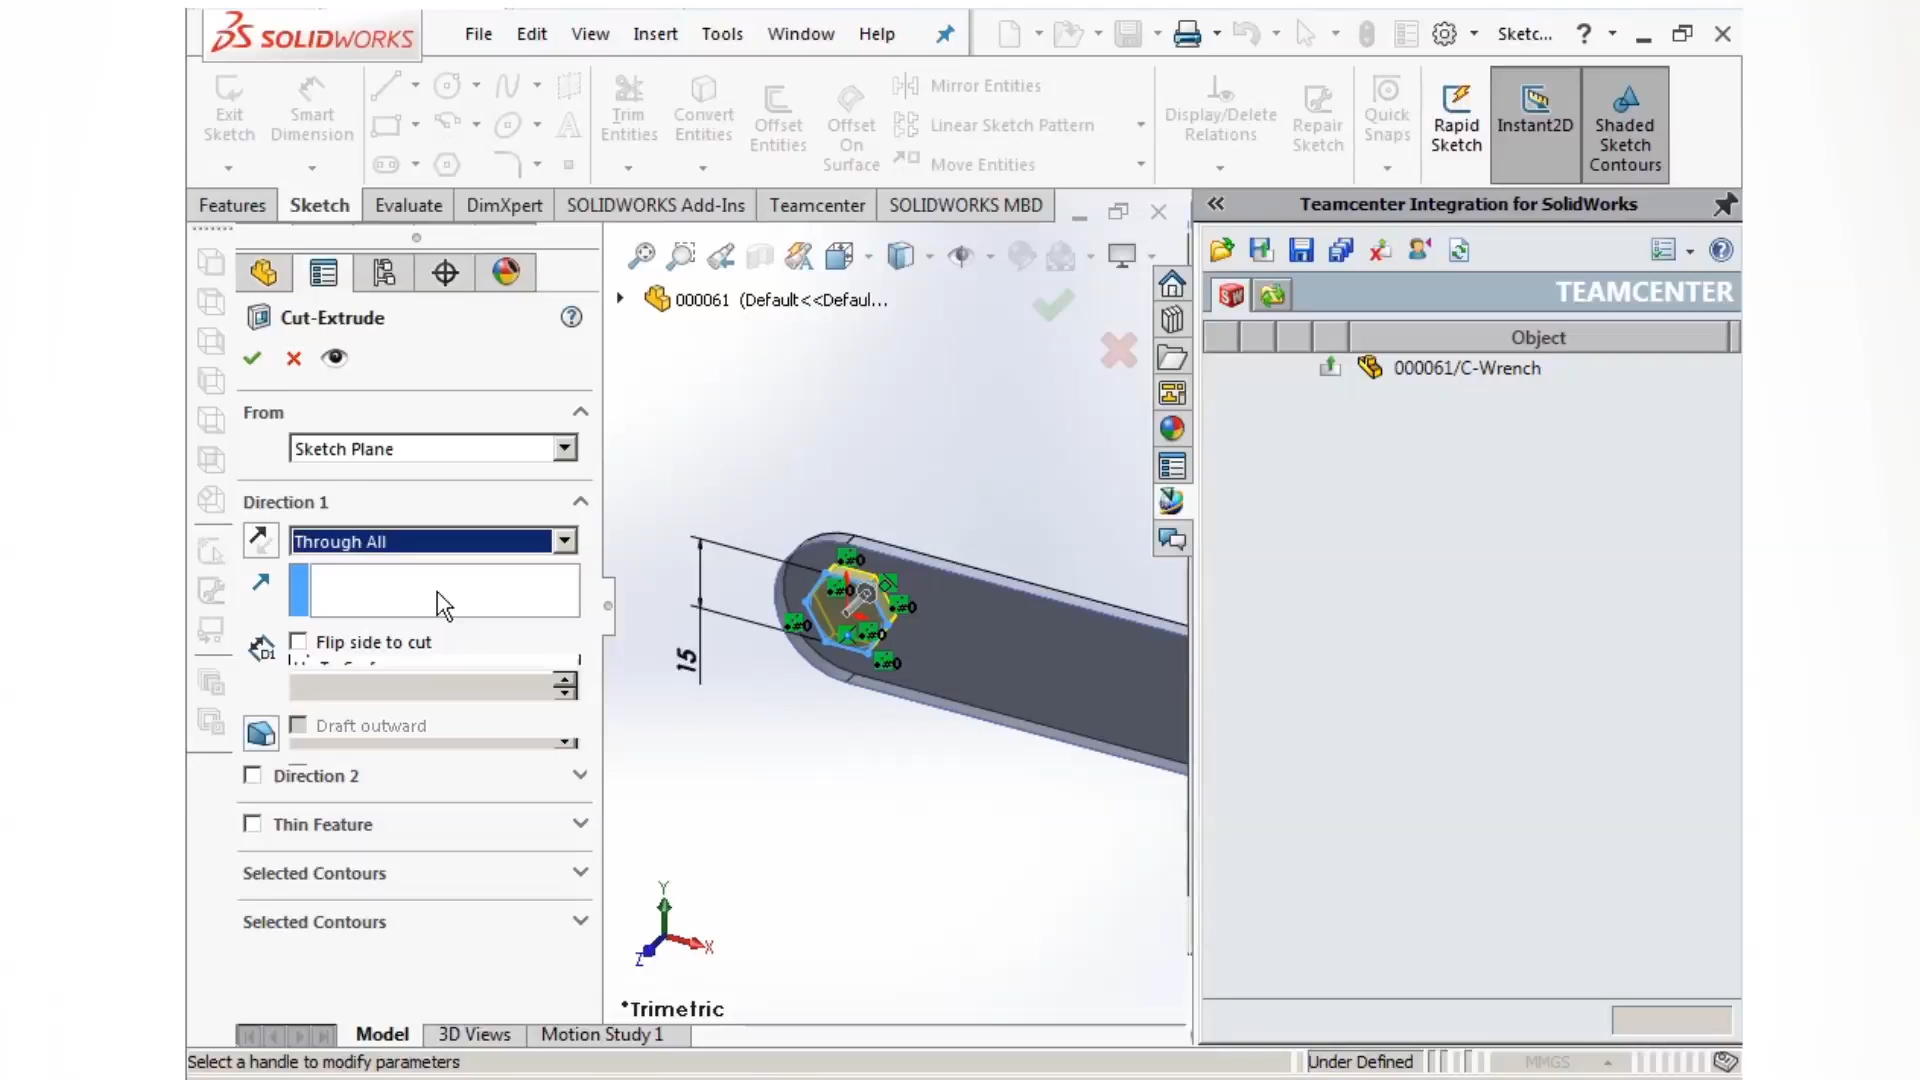 SOLIDWORKS
File Edit View Insert Tools Window Help
Sketc... ?
Exit Sketch
Smart Dimension
Trim Entities
Convert Entities
Offset Entities
Offset On Surface
Mirror Entities
Linear Sketch Pattern
Move Entities
Display/Delete Relations
Repair Sketch
Quick Snaps
Rapid Sketch
Instant2D
Shaded Sketch Contours
Features Sketch Evaluate DimXpert SOLIDWORKS Add-Ins Teamcenter SOLIDWORKS MBD
Teamcenter Integration for SolidWorks
TEAMCENTER
Object
000061/C-Wrench
000061 (Default<<Defaul...
Cut-Extrude
From
Sketch Plane
Direction 1
Through All
Flip side to cut
D1
Draft outward
Direction 2
Thin Feature
Selected Contours
Selected Contours
15
Y
X
Z
*Trimetric
Model 3D Views Motion Study 1
Select a handle to modify parameters
Under Defined
MMGS